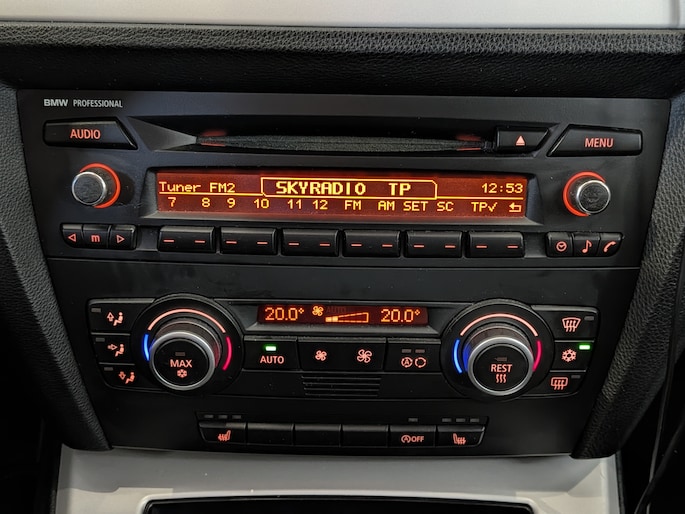 BMW PROFESSIONAL
AUDIO
MENU
Tuner FM2 SKYRADIO TP 12:53
7 8 9 10 11 12 FM AM SET SC TP✓
m
20.0° 20.0°
MAX
AUTO
A
REST
A OFF